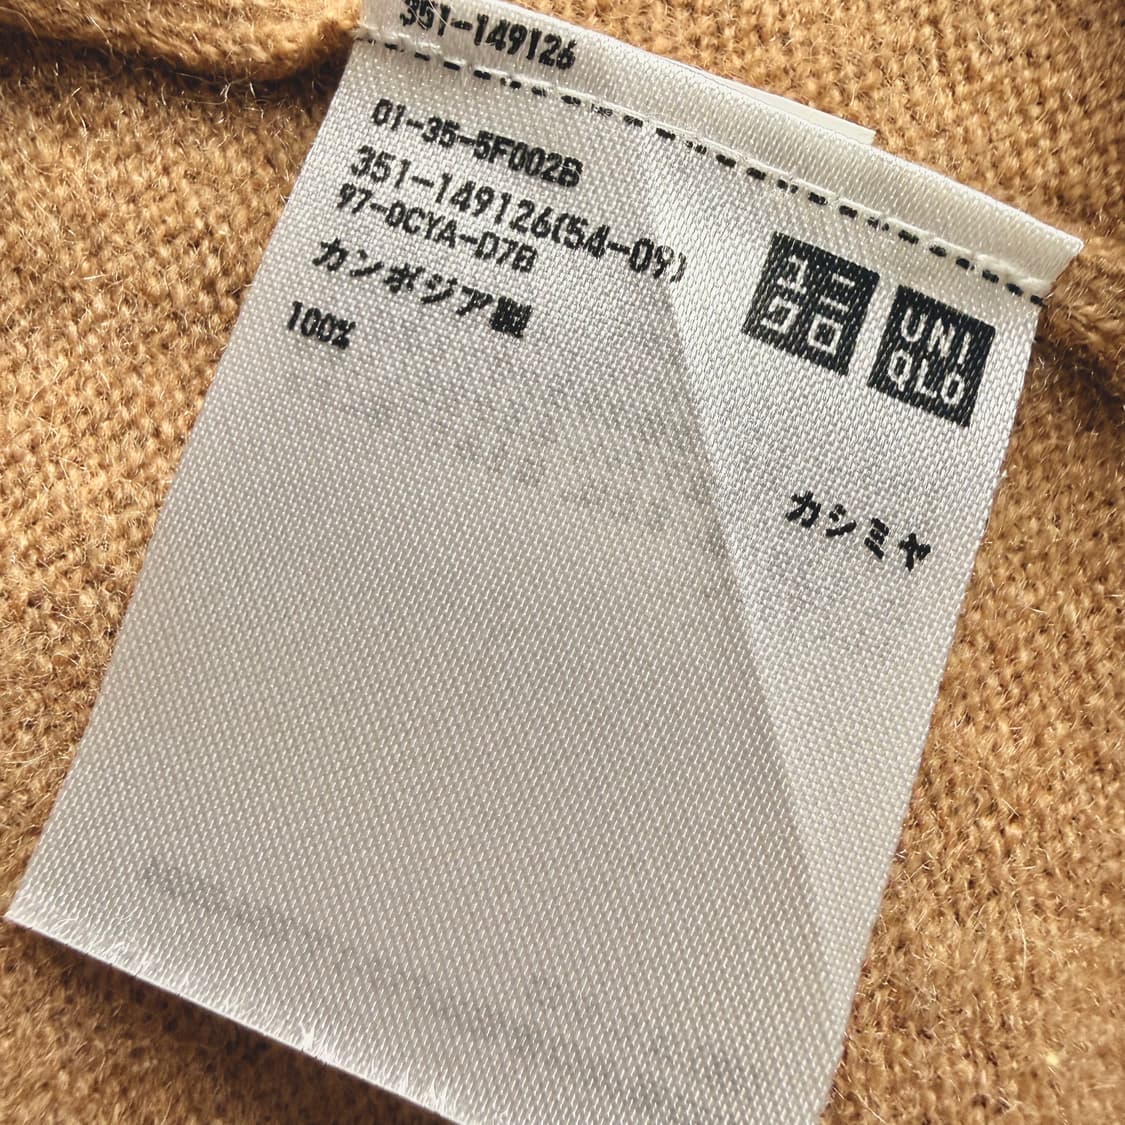 351-149126
ユニ
クロ
UNI
QLO
01-35-5F002B
351-149126(54-09)
97-0CYA-D7B
カンボジア製
カシミヤ
100%